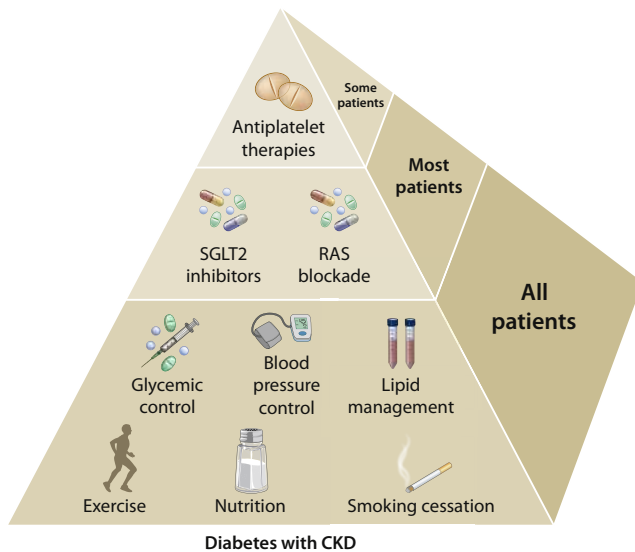 Some
patients
Antiplatelet
therapies
Most
patients
SGLT2
inhibitors
RAS
blockade
All
patients
Glycemic
control
Blood
pressure
control
Lipid
management
Exercise
Nutrition
Smoking cessation
Diabetes with CKD